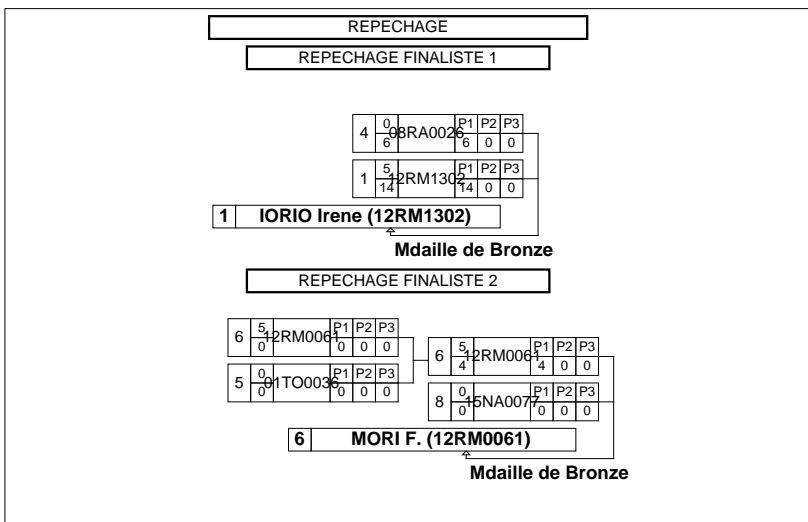 REPECHAGE
REPECHAGE FINALISTE 1
4 0 6 08RA0026 P1 P2 P3 6 0 0
1 5 14 12RM1302 P1 P2 P3 14 0 0
1 IORIO Irene (12RM1302)
Mdaille de Bronze
REPECHAGE FINALISTE 2
6 5 0 12RM0061 P1 P2 P3 0 0 0
5 0 0 01TO0036 P1 P2 P3 0 0 0
6 5 4 12RM0061 P1 P2 P3 4 0 0
8 0 0 15NA0077 P1 P2 P3 0 0 0
6 MORI F. (12RM0061)
Mdaille de Bronze